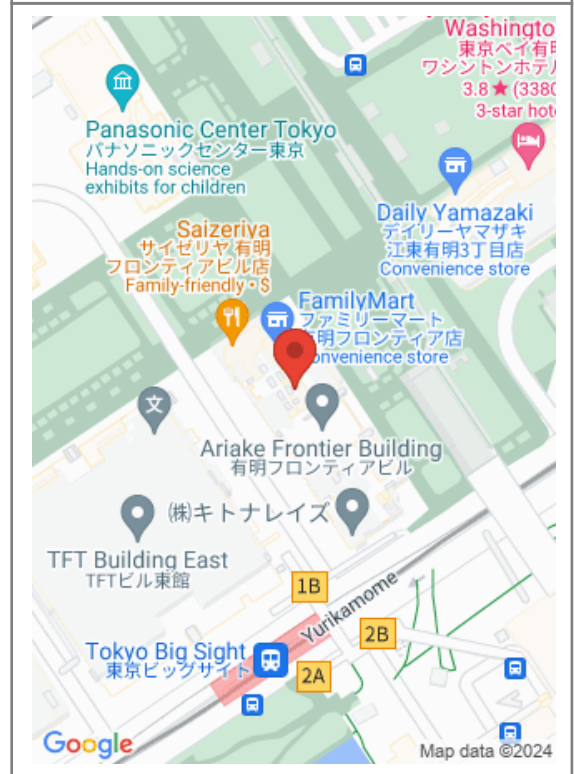 Washingto
東京ベイ有
ワシントンホテ
3.8 ★ (3380
3-star hot
Panasonic Center Tokyo
パナソニックセンター東京
Hands-on science
exhibits for children
Daily Yamazaki
デイリーヤマザキ
江東有明3丁目店
Convenience store
Saizeriya
サイゼリヤ 有明
フロンティアビル店
Family-friendly • $
FamilyMart
ファミリーマート
有明フロンティア店
onvenience store
文
Ariake Frontier Building
有明フロンティアビル
㈱キトナレイズ
TFT Building East
TFTビル東館
1B
Yurikamome
2B
Tokyo Big Sight
東京ビッグサイト
2A
Google
Map data ©2024